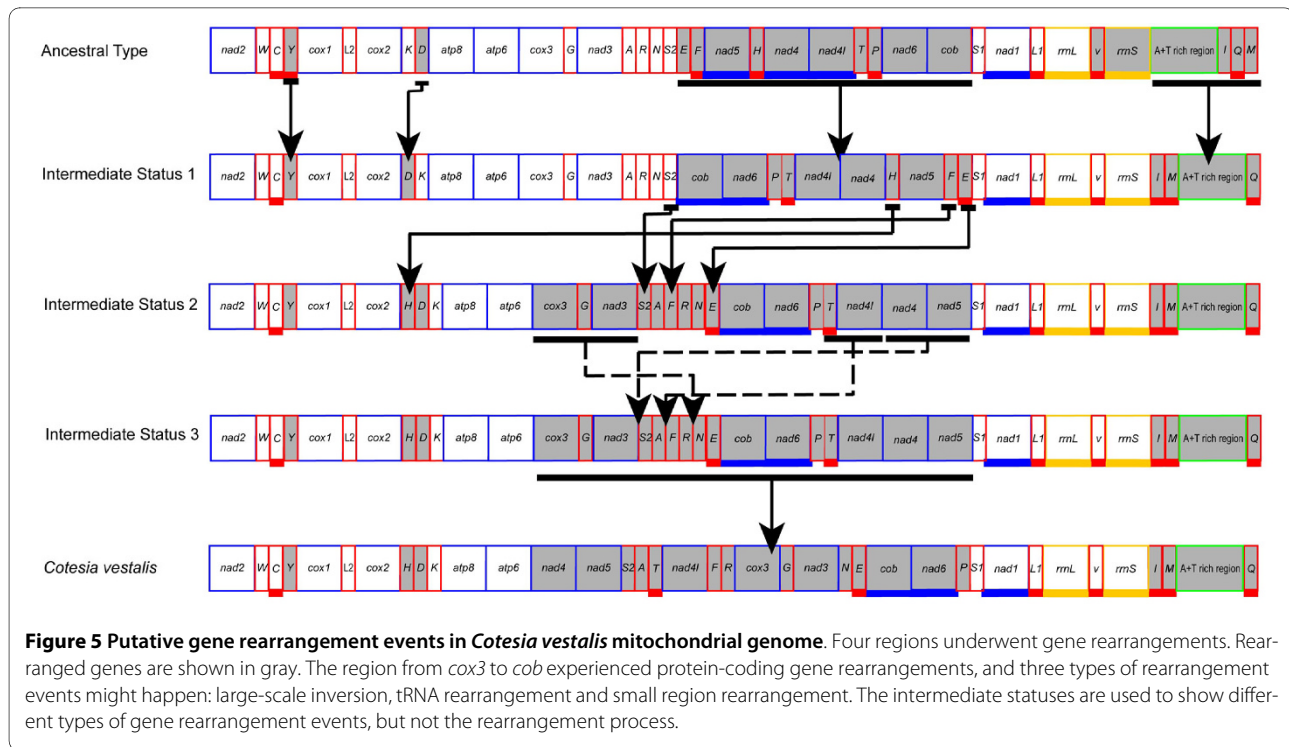 Ancestral Type nad2 W C Y cox1 L2 cox2 K D atp8 atp6 cox3 G nad3 A R N S2 E F nad5 H nad4 nad4l T P nad6 cob S1 nad1 L1 rrnL v rrnS A+T rich region I Q M
Intermediate Status 1 nad2 W C Y cox1 L2 cox2 D K atp8 atp6 cox3 G nad3 A R N S2 cob nad6 P T nad4l nad4 H nad5 F E S1 nad1 L1 rrnL v rrnS I M A+T rich region Q
Intermediate Status 2 nad2 W C Y cox1 L2 cox2 H D K atp8 atp6 cox3 G nad3 S2 A F R N E cob nad6 P T nad4l nad4 nad5 S1 nad1 L1 rrnL v rrnS I M A+T rich region Q
Intermediate Status 3 nad2 W C Y cox1 L2 cox2 H D K atp8 atp6 cox3 G nad3 S2 A F R N E cob nad6 P T nad4l nad4 nad5 S1 nad1 L1 rrnL v rrnS I M A+T rich region Q
Cotesia vestalis nad2 W C Y cox1 L2 cox2 H D K atp8 atp6 nad4 nad5 S2 A T nad4l F R cox3 G nad3 N E cob nad6 P S1 nad1 L1 rrnL v rrnS I M A+T rich region Q
Figure 5 Putative gene rearrangement events in Cotesia vestalis mitochondrial genome. Four regions underwent gene rearrangements. Rear-
ranged genes are shown in gray. The region from cox3 to cob experienced protein-coding gene rearrangements, and three types of rearrangement
events might happen: large-scale inversion, tRNA rearrangement and small region rearrangement. The intermediate statuses are used to show differ-
ent types of gene rearrangement events, but not the rearrangement process.